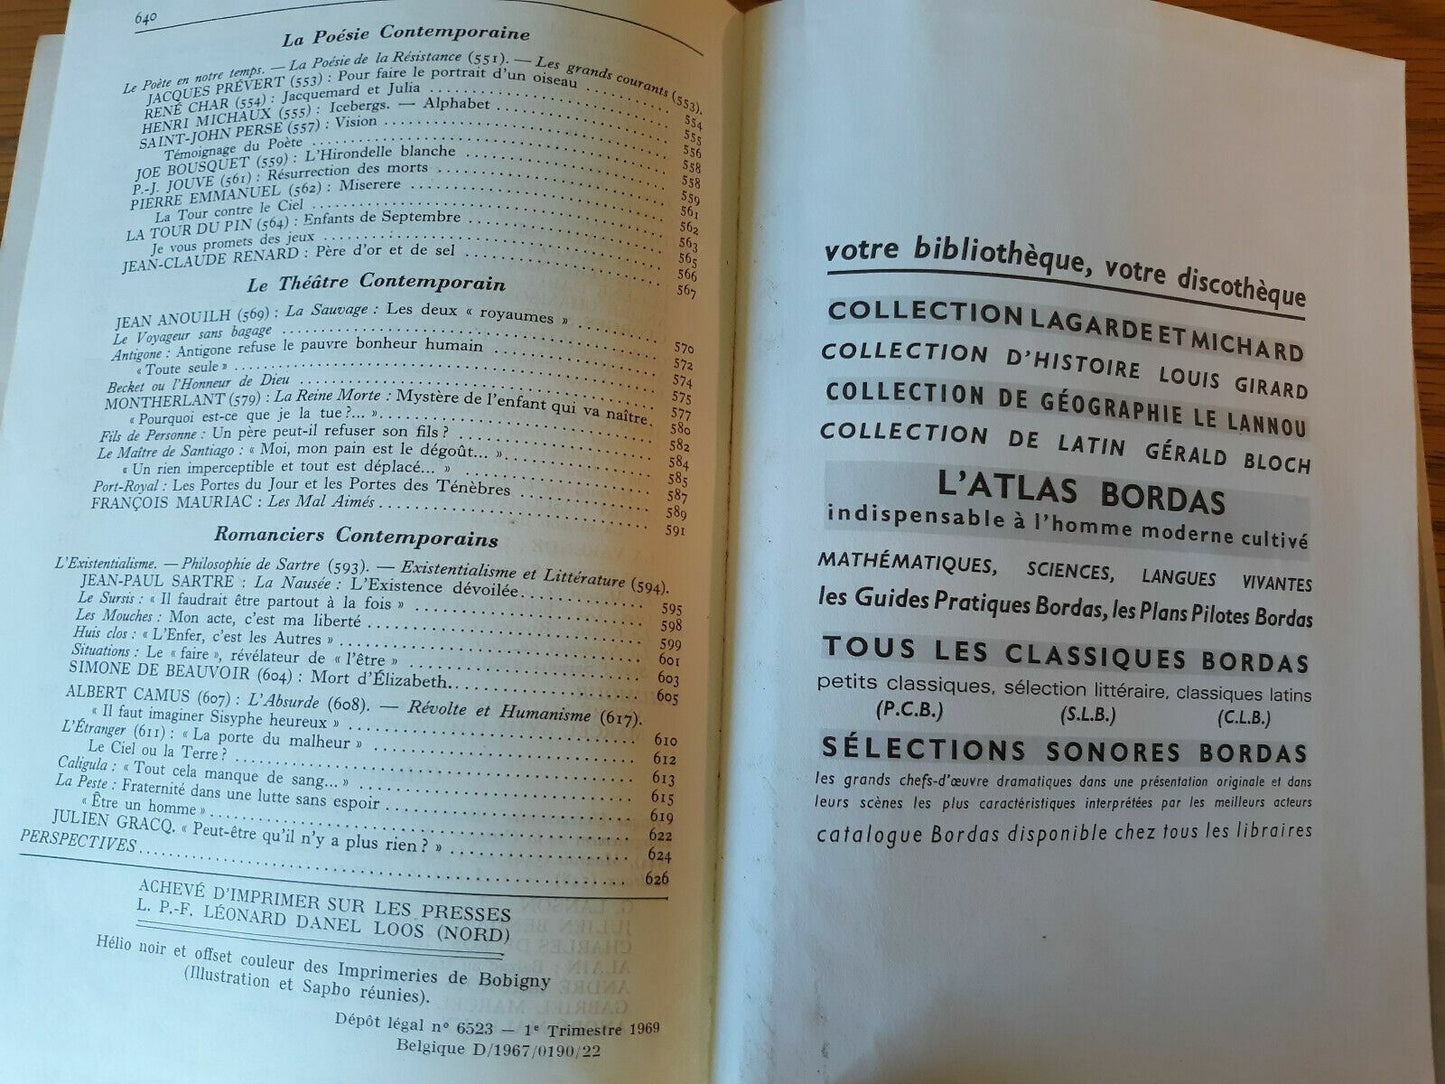 640
La Poésie Contemporaine
Le Poète en notre temps. — La Poésie de la Résistance (551). — Les grands courants (553).
JACQUES PRÉVERT (553) : Pour faire le portrait d'un oiseau .......... 554
RENÉ CHAR (554) : Jacquemard et Julia .......... 555
HENRI MICHAUX (555) : Icebergs. — Alphabet .......... 556
SAINT-JOHN PERSE (557) : Vision .......... 558
Témoignage du Poète .......... 558
JOE BOUSQUET (559) : L'Hirondelle blanche .......... 559
P.-J. JOUVE (561) : Résurrection des morts .......... 561
PIERRE EMMANUEL (562) : Miserere .......... 562
La Tour contre le Ciel .......... 563
LA TOUR DU PIN (564) : Enfants de Septembre .......... 565
Je vous promets des jeux .......... 566
JEAN-CLAUDE RENARD : Père d'or et de sel .......... 567
Le Théâtre Contemporain
JEAN ANOUILH (569) : La Sauvage : Les deux « royaumes » .......... 570
Le Voyageur sans bagage .......... 572
Antigone : Antigone refuse le pauvre bonheur humain .......... 574
« Toute seule » .......... 575
Becket ou l'Honneur de Dieu .......... 577
MONTHERLANT (579) : La Reine Morte : Mystère de l'enfant qui va naître. 580
« Pourquoi est-ce que je la tue ?... » .......... 582
Fils de Personne : Un père peut-il refuser son fils ? .......... 584
Le Maître de Santiago : « Moi, mon pain est le dégoût... » .......... 585
« Un rien imperceptible et tout est déplacé... » .......... 587
Port-Royal : Les Portes du Jour et les Portes des Ténèbres .......... 589
FRANÇOIS MAURIAC : Les Mal Aimés .......... 591
Romanciers Contemporains
L'Existentialisme. — Philosophie de Sartre (593). — Existentialisme et Littérature (594).
JEAN-PAUL SARTRE : La Nausée : L'Existence dévoilée .......... 595
Le Sursis : « Il faudrait être partout à la fois » .......... 598
Les Mouches : Mon acte, c'est ma liberté .......... 599
Huis clos : « L'Enfer, c'est les Autres » .......... 601
Situations : Le « faire », révélateur de « l'être » .......... 603
SIMONE DE BEAUVOIR (604) : Mort d'Élizabeth .......... 605
ALBERT CAMUS (607) : L'Absurde (608). — Révolte et Humanisme (617).
« Il faut imaginer Sisyphe heureux » .......... 610
L'Étranger (611) : « La porte du malheur » .......... 612
Le Ciel ou la Terre ? .......... 613
Caligula : « Tout cela manque de sang... » .......... 615
La Peste : Fraternité dans une lutte sans espoir .......... 619
« Être un homme » .......... 622
JULIEN GRACQ. « Peut-être qu'il n'y a plus rien ? » .......... 624
PERSPECTIVES .......... 626
ACHEVÉ D'IMPRIMER SUR LES PRESSES
L. P.-F. LÉONARD DANEL LOOS (NORD)
Hélio noir et offset couleur des Imprimeries de Bobigny
(Illustration et Sapho réunies).
Dépôt légal nº 6523 — 1e Trimestre 1969
Belgique D/1967/0190/22
votre bibliothèque, votre discothèque
COLLECTION LAGARDE ET MICHARD
COLLECTION D'HISTOIRE LOUIS GIRARD
COLLECTION DE GÉOGRAPHIE LE LANNOU
COLLECTION DE LATIN GÉRALD BLOCH
L'ATLAS BORDAS
indispensable à l'homme moderne cultivé
MATHÉMATIQUES, SCIENCES, LANGUES VIVANTES
les Guides Pratiques Bordas, les Plans Pilotes Bordas
TOUS LES CLASSIQUES BORDAS
petits classiques, sélection littéraire, classiques latins
(P.C.B.) (S.L.B.) (C.L.B.)
SÉLECTIONS SONORES BORDAS
les grands chefs-d'œuvre dramatiques dans une présentation originale et dans
leurs scènes les plus caractéristiques interprétées par les meilleurs acteurs
catalogue Bordas disponible chez tous les libraires